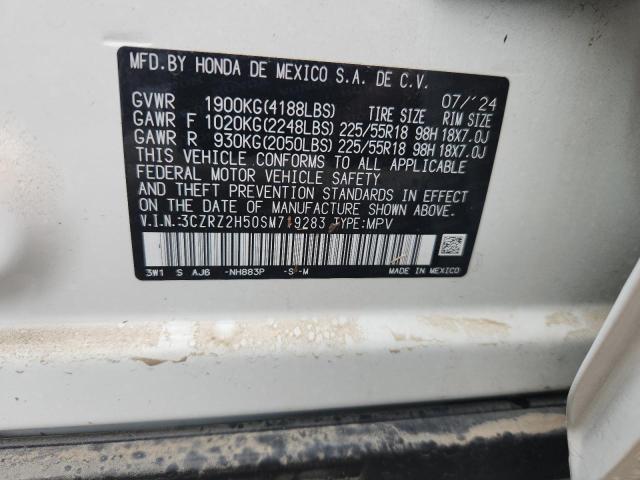 MFD.BY HONDA DE MEXICO S.A. DE C.V.
07/'24
GVWR 1900KG(4188LBS) TIRE SIZE RIM SIZE
GAWR F 1020KG(2248LBS) 225/55R18 98H 18X7.0J
GAWR R 930KG(2050LBS) 225/55R18 98H 18X7.0J
THIS VEHICLE CONFORMS TO ALL APPLICABLE
FEDERAL MOTOR VEHICLE SAFETY
AND THEFT PREVENTION STANDARDS IN EFFECT
ON THE DATE OF MANUFACTURE SHOWN ABOVE.
V.I.N.: TYPE:MPV
3W1 S AJ6 -NH883P -S -M MADE IN MEXICO